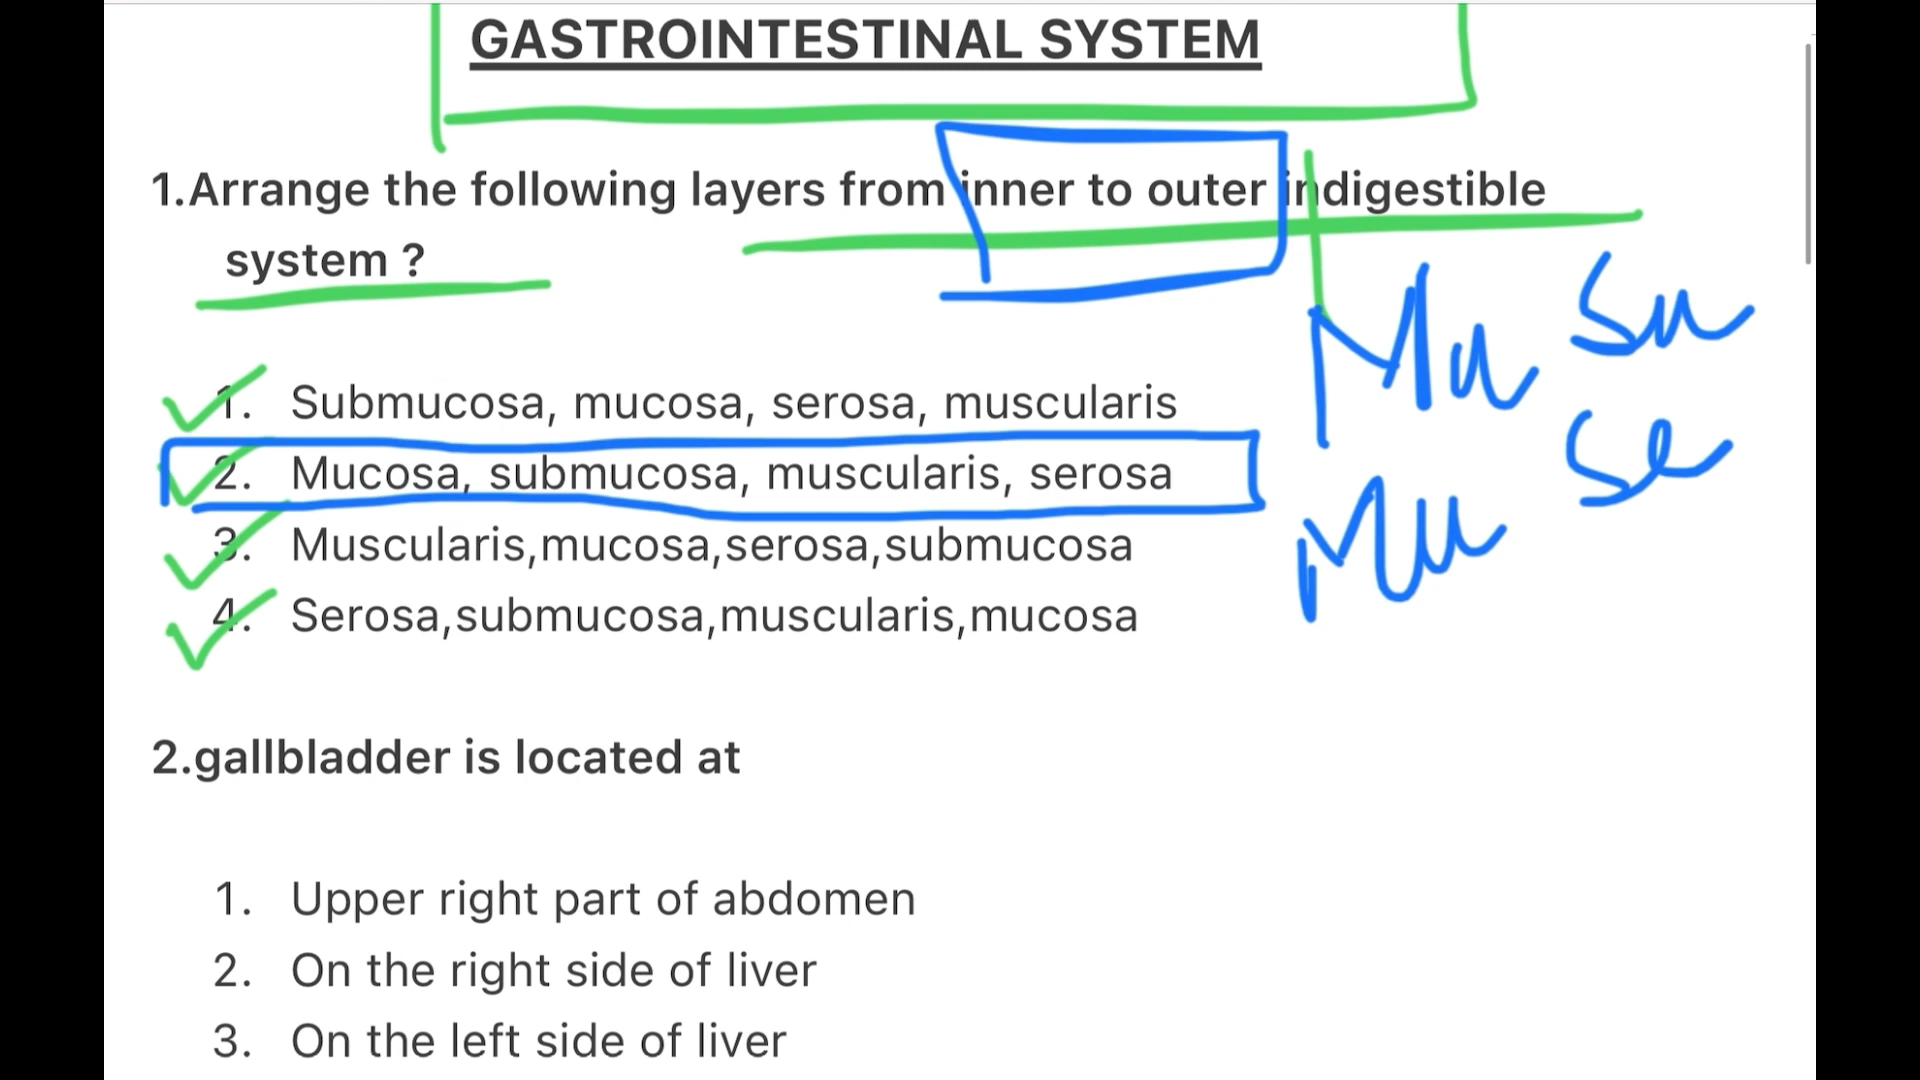 GASTROINTESTINAL SYSTEM
1.Arrange the following layers from inner to outer indigestible
system ?
1. Submucosa, mucosa, serosa, muscularis
2. Mucosa, submucosa, muscularis, serosa
3. Muscularis,mucosa,serosa,submucosa
4. Serosa,submucosa,muscularis,mucosa
Mu Su
Mu Se
2.gallbladder is located at
1. Upper right part of abdomen
2. On the right side of liver
3. On the left side of liver